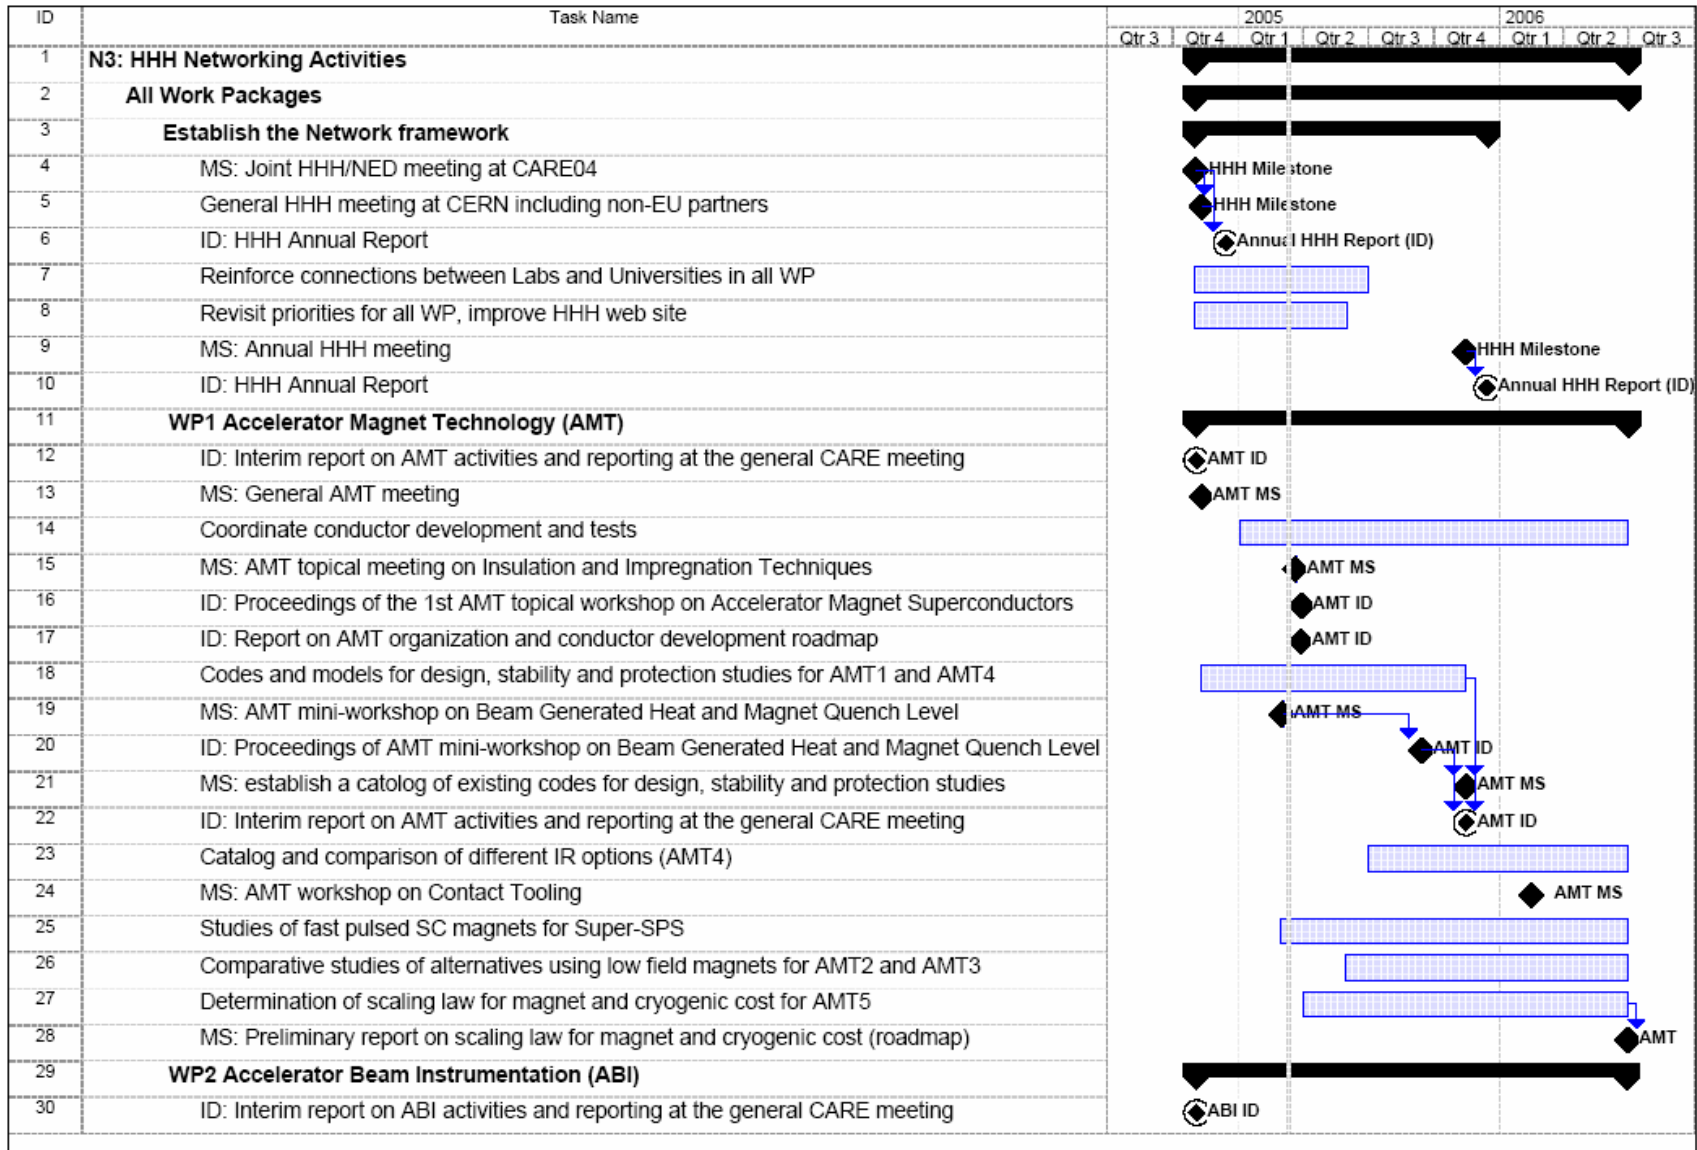 ID Task Name 2005 2006
Qtr 3 Qtr 4 Qtr 1 Qtr 2 Qtr 3 Qtr 4 Qtr 1 Qtr 2 Qtr 3
1 N3: HHH Networking Activities
2 All Work Packages
3 Establish the Network framework
4 MS: Joint HHH/NED meeting at CARE04 HHH Milestone
5 General HHH meeting at CERN including non-EU partners HHH Milestone
6 ID: HHH Annual Report Annual HHH Report (ID)
7 Reinforce connections between Labs and Universities in all WP
8 Revisit priorities for all WP, improve HHH web site
9 MS: Annual HHH meeting HHH Milestone
10 ID: HHH Annual Report Annual HHH Report (ID)
11 WP1 Accelerator Magnet Technology (AMT)
12 ID: Interim report on AMT activities and reporting at the general CARE meeting AMT ID
13 MS: General AMT meeting AMT MS
14 Coordinate conductor development and tests
15 MS: AMT topical meeting on Insulation and Impregnation Techniques AMT MS
16 ID: Proceedings of the 1st AMT topical workshop on Accelerator Magnet Superconductors AMT ID
17 ID: Report on AMT organization and conductor development roadmap AMT ID
18 Codes and models for design, stability and protection studies for AMT1 and AMT4
19 MS: AMT mini-workshop on Beam Generated Heat and Magnet Quench Level AMT MS
20 ID: Proceedings of AMT mini-workshop on Beam Generated Heat and Magnet Quench Level AMT ID
21 MS: establish a catolog of existing codes for design, stability and protection studies AMT MS
22 ID: Interim report on AMT activities and reporting at the general CARE meeting AMT ID
23 Catalog and comparison of different IR options (AMT4)
24 MS: AMT workshop on Contact Tooling AMT MS
25 Studies of fast pulsed SC magnets for Super-SPS
26 Comparative studies of alternatives using low field magnets for AMT2 and AMT3
27 Determination of scaling law for magnet and cryogenic cost for AMT5
28 MS: Preliminary report on scaling law for magnet and cryogenic cost (roadmap) AMT
29 WP2 Accelerator Beam Instrumentation (ABI)
30 ID: Interim report on ABI activities and reporting at the general CARE meeting ABI ID